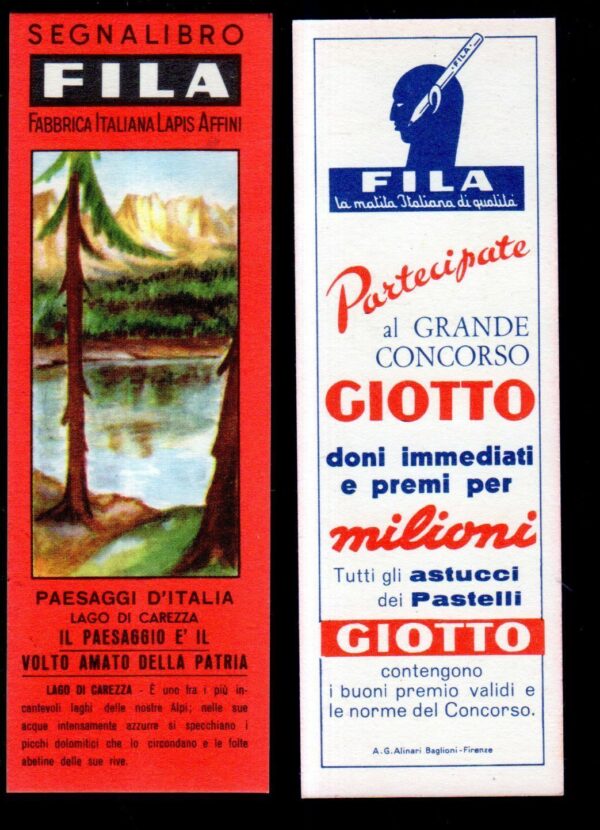 SEGNALIBRO
FILA
FABBRICA ITALIANA LAPIS AFFINI
PAESAGGI D'ITALIA
LAGO DI CAREZZA
IL PAESAGGIO E' IL
VOLTO AMATO DELLA PATRIA
LAGO DI CAREZZA - È uno fra i più in-
cantevoli laghi delle nostre Alpi; nelle sue
acque intensamente azzurre si specchiano i
picchi dolomitici che lo circondano e le folte
abetine delle sue rive.
FILA
FILA
la matita Italiana di qualità
Partecipate
al GRANDE
CONCORSO
GIOTTO
doni immediati
e premi per
milioni
Tutti gli astucci
dei Pastelli
GIOTTO
contengono
i buoni premio validi e
le norme del Concorso.
A. G. Alinari Baglioni - Firenze